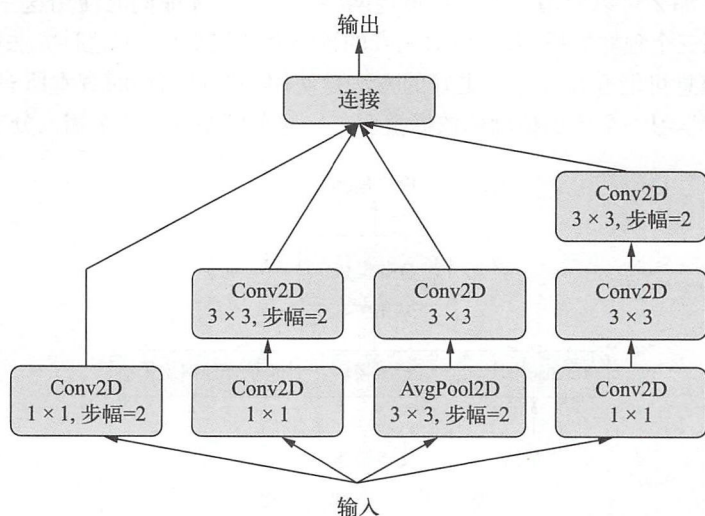 输出
连接
Conv2D
3 × 3, 步幅=2
Conv2D
3 × 3, 步幅=2
Conv2D
3 × 3
Conv2D
3 × 3
Conv2D
1 × 1, 步幅=2
Conv2D
1 × 1
AvgPool2D
3 × 3, 步幅=2
Conv2D
1 × 1
输入